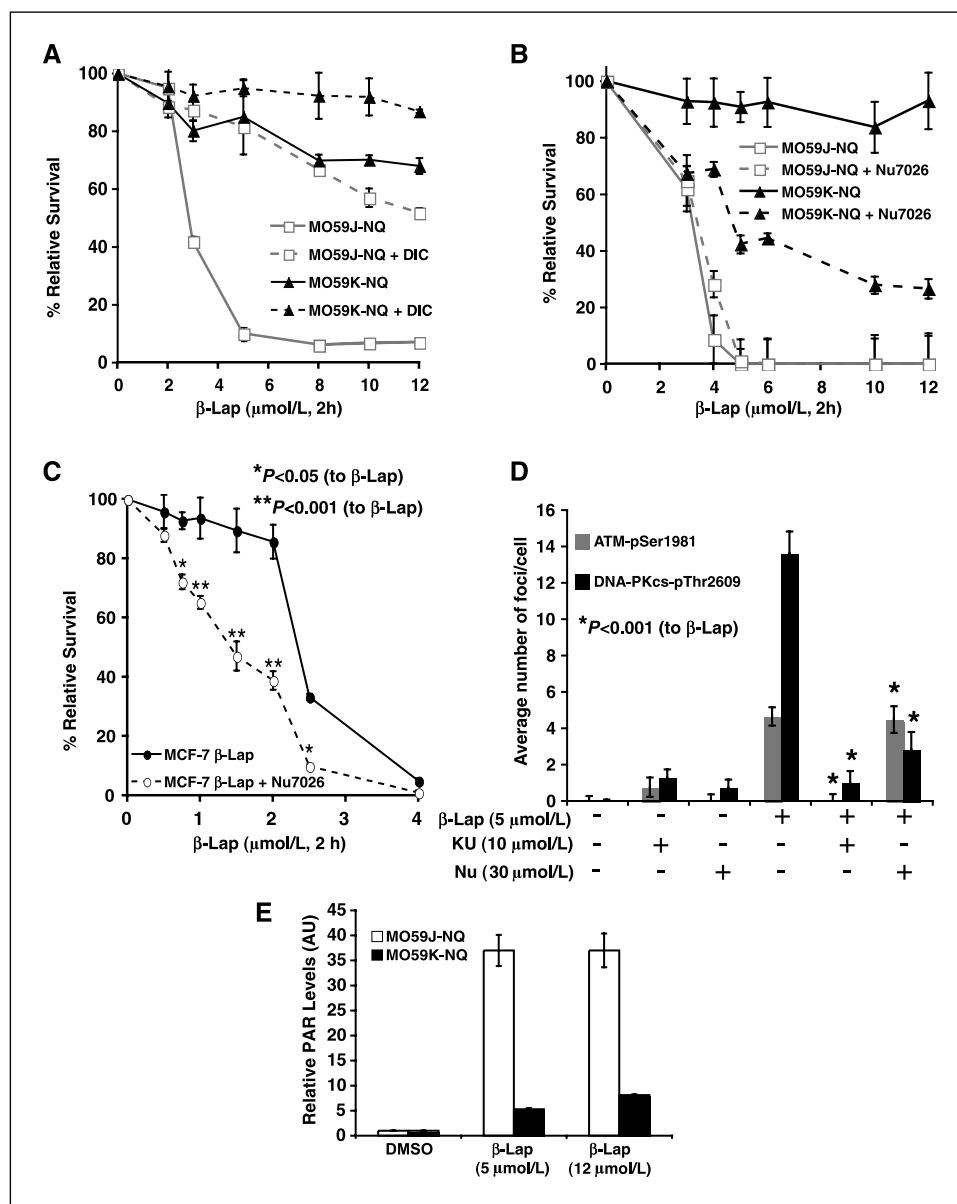 A
100
80
60
40
20
0
% Relative Survival
0 2 4 6 8 10 12
β-Lap (μmol/L, 2h)
MO59J-NQ
MO59J-NQ + DIC
MO59K-NQ
MO59K-NQ + DIC
B
100
80
60
40
20
0
% Relative Survival
0 2 4 6 8 10 12
β-Lap (μmol/L, 2h)
MO59J-NQ
MO59J-NQ + Nu7026
MO59K-NQ
MO59K-NQ + Nu7026
C
*P<0.05 (to β-Lap)
**P<0.001 (to β-Lap)
100
80
60
40
20
0
% Relative Survival
* ** ** ** *
MCF-7 β-Lap
MCF-7 β-Lap + Nu7026
0 1 2 3 4
β-Lap (μmol/L, 2 h)
D
16
14
12
10
8
6
4
2
0
Average number of foci/cell
ATM-pSer1981
DNA-PKcs-pThr2609
*P<0.001 (to β-Lap)
* * * *
β-Lap (5 μmol/L) - - - + + +
KU (10 μmol/L) - + - - + -
Nu (30 μmol/L) - - + - - +
E
45
40
35
30
25
20
15
10
5
0
Relative PAR Levels (AU)
MO59J-NQ
MO59K-NQ
DMSO β-Lap β-Lap
(5 μmol/L) (12 μmol/L)